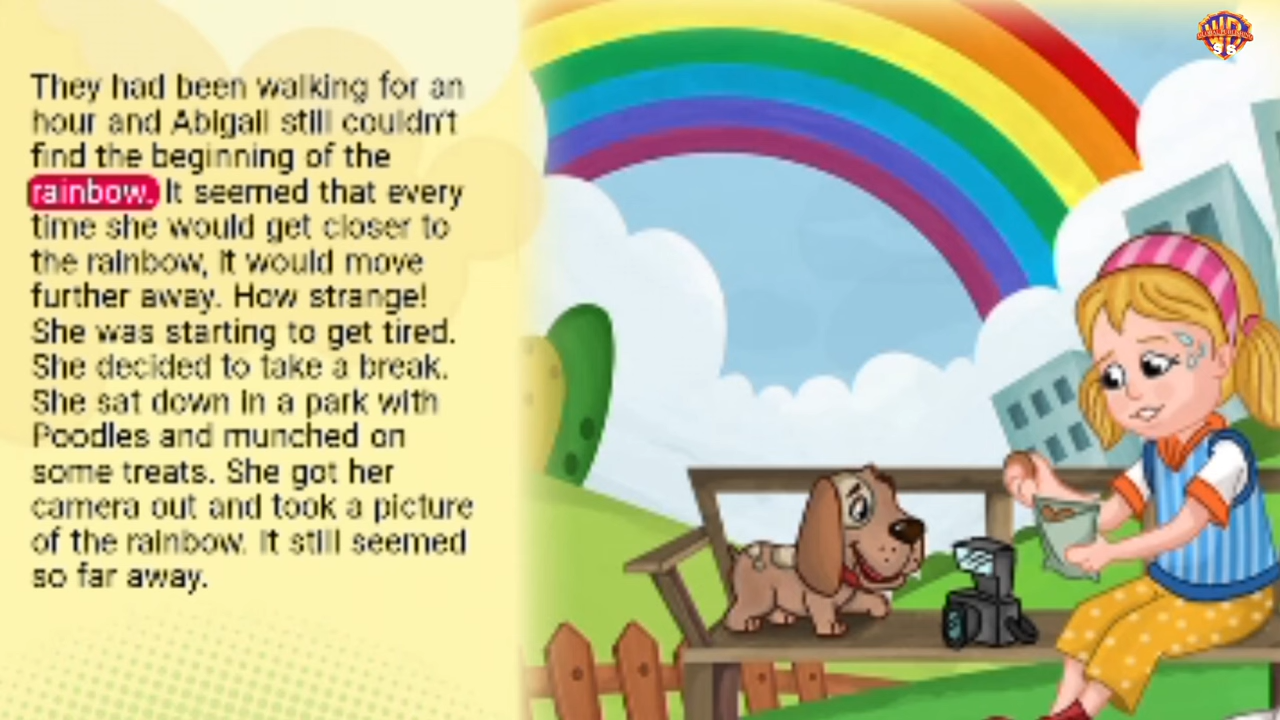 They had been walking for an
hour and Abigail still couldn't
find the beginning of the
rainbow. It seemed that every
time she would get closer to
the rainbow, it would move
further away. How strange!
She was starting to get tired.
She decided to take a break.
She sat down in a park with
Poodles and munched on
some treats. She got her
camera out and took a picture
of the rainbow. It still seemed
so far away.